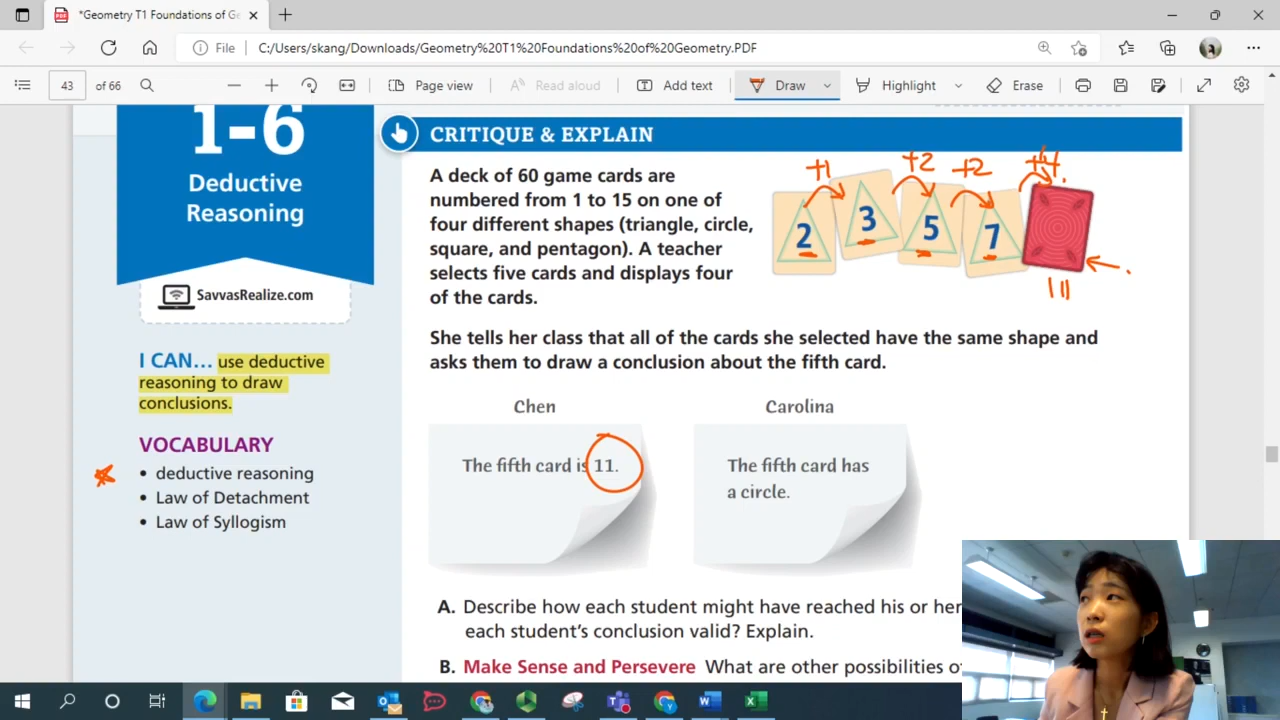 *Geometry T1 Foundations of Ge
File
C:/Users/skang/Downloads/Geometry%20T1%20Foundations%20of%20Geometry.PDF
43
of 66
Page view
Read aloud
Add text
Draw
Highlight
Erase
1-6
Deductive
Reasoning
SavvasRealize.com
I CAN… use deductive
reasoning to draw
conclusions.
VOCABULARY
• deductive reasoning
• Law of Detachment
• Law of Syllogism
CRITIQUE & EXPLAIN
A deck of 60 game cards are
numbered from 1 to 15 on one of
four different shapes (triangle, circle,
square, and pentagon). A teacher
selects five cards and displays four
of the cards.
+1 +2 +2 +4
2 3 5 7
11
She tells her class that all of the cards she selected have the same shape and
asks them to draw a conclusion about the fifth card.
Chen
The fifth card is 11.
Carolina
The fifth card has
a circle.
A. Describe how each student might have reached his or her
each student's conclusion valid? Explain.
B. Make Sense and Persevere What are other possibilities